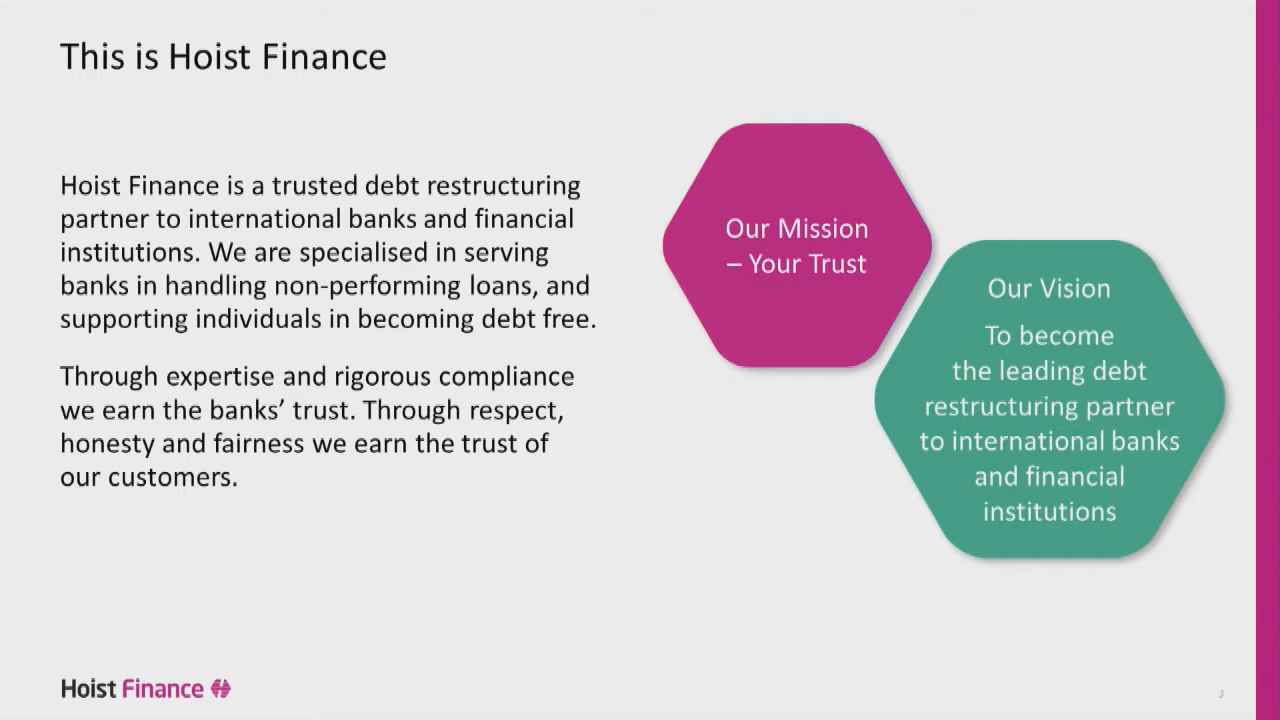 This is Hoist Finance
Hoist Finance is a trusted debt restructuring
partner to international banks and financial
institutions. We are specialised in serving
banks in handling non-performing loans, and
supporting individuals in becoming debt free.
Through expertise and rigorous compliance
we earn the banks’ trust. Through respect,
honesty and fairness we earn the trust of
our customers.
Our Mission
– Your Trust
Our Vision
To become
the leading debt
restructuring partner
to international banks
and financial
institutions
Hoist Finance
3